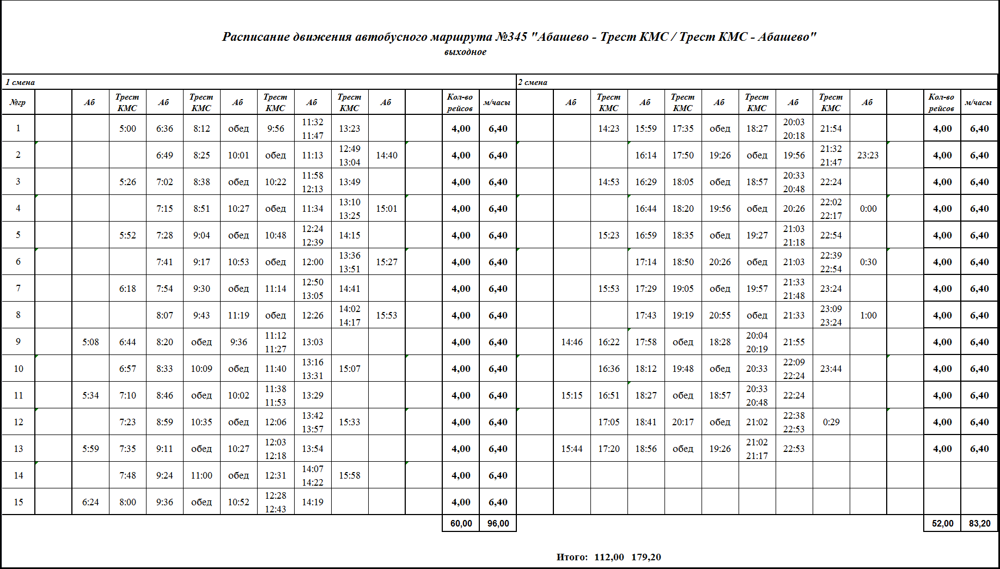 Расписание движения автобусного маршрута №345 "Абашево - Трест КМС / Трест КМС - Абашево"
выходное
1 смена 2 смена
№гр Аб Трест КМС Аб Трест КМС Аб Трест КМС Аб Трест КМС Аб Кол-во рейсов м/часы Аб Трест КМС Аб Трест КМС Аб Трест КМС Аб Трест КМС Аб Кол-во рейсов м/часы
1 5:00 6:36 8:12 обед 9:56 11:32 11:47 13:23 4,00 6,40 14:23 15:59 17:35 обед 18:27 20:03 20:18 21:54 4,00 6,40
2 6:49 8:25 10:01 обед 11:13 12:49 13:04 14:40 4,00 6,40 16:14 17:50 19:26 обед 19:56 21:32 21:47 23:23 4,00 6,40
3 5:26 7:02 8:38 обед 10:22 11:58 12:13 13:49 4,00 6,40 14:53 16:29 18:05 обед 18:57 20:33 20:48 22:24 4,00 6,40
4 7:15 8:51 10:27 обед 11:34 13:10 13:25 15:01 4,00 6,40 16:44 18:20 19:56 обед 20:26 22:02 22:17 0:00 4,00 6,40
5 5:52 7:28 9:04 обед 10:48 12:24 12:39 14:15 4,00 6,40 15:23 16:59 18:35 обед 19:27 21:03 21:18 22:54 4,00 6,40
6 7:41 9:17 10:53 обед 12:00 13:36 13:51 15:27 4,00 6,40 17:14 18:50 20:26 обед 21:03 22:39 22:54 0:30 4,00 6,40
7 6:18 7:54 9:30 обед 11:14 12:50 13:05 14:41 4,00 6,40 15:53 17:29 19:05 обед 19:57 21:33 21:48 23:24 4,00 6,40
8 8:07 9:43 11:19 обед 12:26 14:02 14:17 15:53 4,00 6,40 17:43 19:19 20:55 обед 21:33 23:09 23:24 1:00 4,00 6,40
9 5:08 6:44 8:20 обед 9:36 11:12 11:27 13:03 4,00 6,40 14:46 16:22 17:58 обед 18:28 20:04 20:19 21:55 4,00 6,40
10 6:57 8:33 10:09 обед 11:40 13:16 13:31 15:07 4,00 6,40 16:36 18:12 19:48 обед 20:33 22:09 22:24 23:44 4,00 6,40
11 5:34 7:10 8:46 обед 10:02 11:38 11:53 13:29 4,00 6,40 15:15 16:51 18:27 обед 18:57 20:33 20:48 22:24 4,00 6,40
12 7:23 8:59 10:35 обед 12:06 13:42 13:57 15:33 4,00 6,40 17:05 18:41 20:17 обед 21:02 22:38 22:53 0:29 4,00 6,40
13 5:59 7:35 9:11 обед 10:27 12:03 12:18 13:54 4,00 6,40 15:44 17:20 18:56 обед 19:26 21:02 21:17 22:53 4,00 6,40
14 7:48 9:24 11:00 обед 12:31 14:07 14:22 15:58 4,00 6,40
15 6:24 8:00 9:36 обед 10:52 12:28 12:43 14:19 4,00 6,40
60,00 96,00 52,00 83,20
Итого: 112,00 179,20